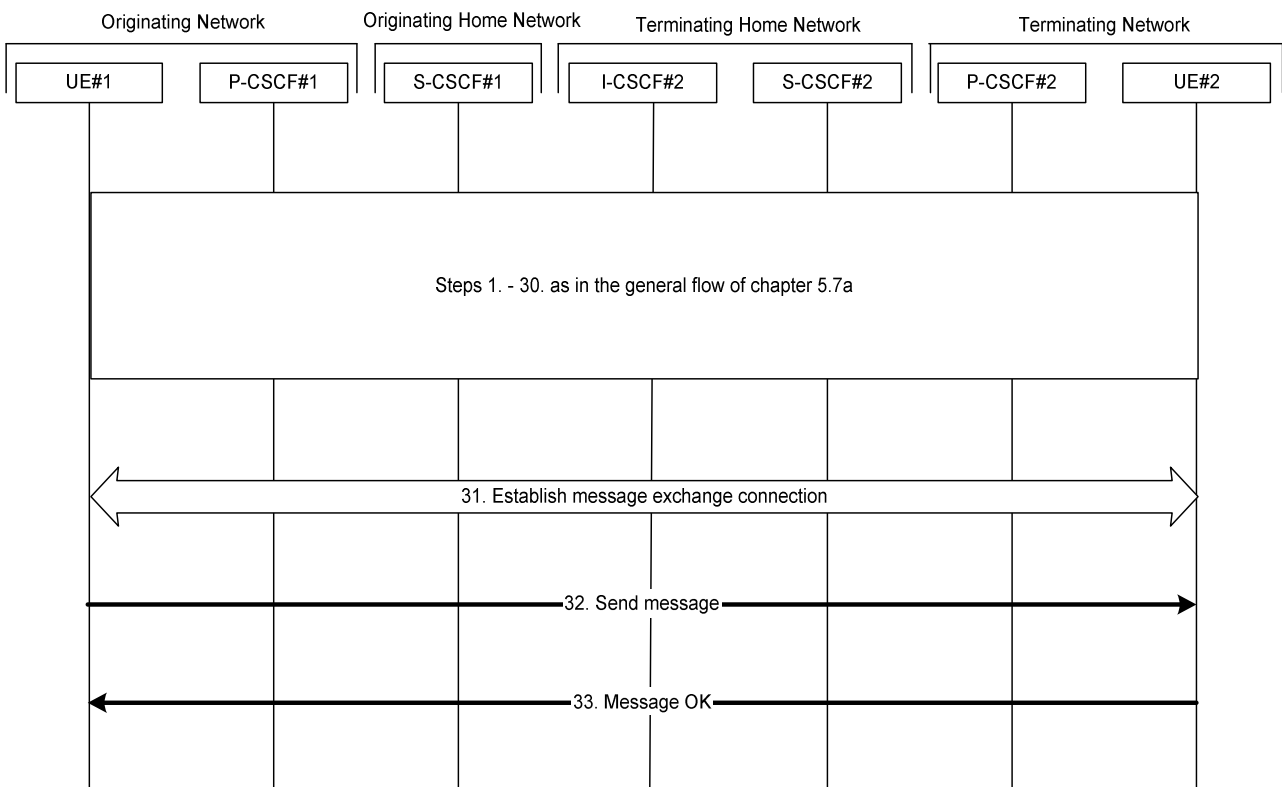 Originating Network
Originating Home Network
Terminating Home Network
Terminating Network
UE#1
P-CSCF#1
S-CSCF#1
I-CSCF#2
S-CSCF#2
P-CSCF#2
UE#2
Steps 1. - 30. as in the general flow of chapter 5.7a
31. Establish message exchange connection
32. Send message
33. Message OK